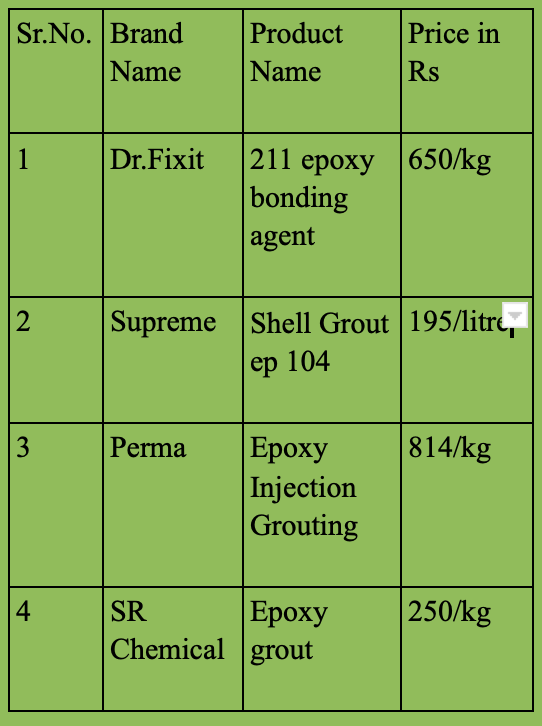 Sr.No. Brand Name Product Name Price in Rs
1 Dr.Fixit 211 epoxy bonding agent 650/kg
2 Supreme Shell Grout ep 104 195/litre
3 Perma Epoxy Injection Grouting 814/kg
4 SR Chemical Epoxy grout 250/kg